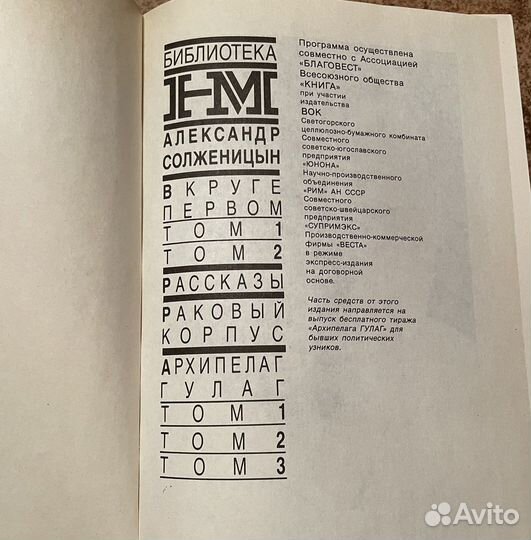 БИБЛИОТЕКА
НМ
АЛЕКСАНДР
СОЛЖЕНИЦЫН
В КРУГЕ
ПЕРВОМ
ТОМ 1
ТОМ 2
РАССКАЗЫ
РАКОВЫЙ
КОРПУС
АРХИПЕЛАГ
ГУЛАГ
ТОМ 1
ТОМ 2
ТОМ 3
Программа осуществлена
совместно с Ассоциацией
«БЛАГОВЕСТ»
Всесоюзного общества
«КНИГА»
при участии
издательства
ВОК
Светогорского
целлюлозно-бумажного комбината
Совместного
советско-югославского
предприятия
«ЮНОНА»
Научно-производственного
объединения
«РИМ» АН СССР
Совместного
советско-швейцарского
предприятия
«СУПРИМЭКС»
Производственно-коммерческой
фирмы «ВЕСТА»
в режиме
экспресс-издания
на договорной
основе.
Часть средств от этого
издания направляется на
выпуск бесплатного тиража
«Архипелага ГУЛАГ» для
бывших политических
узников.
Avito